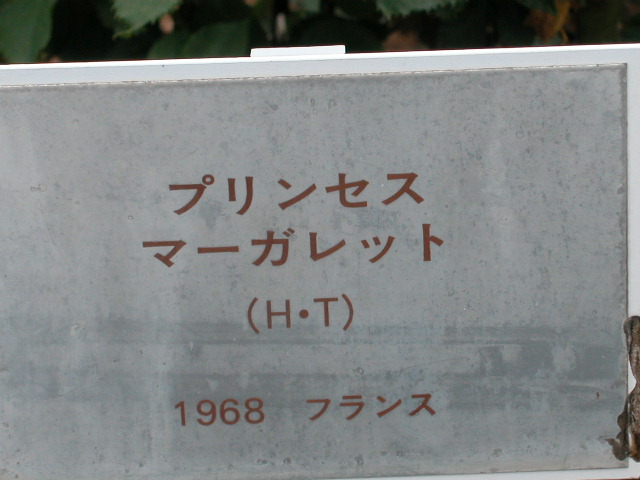 プリンセス
マーガレット
(H・T)
1968 フランス